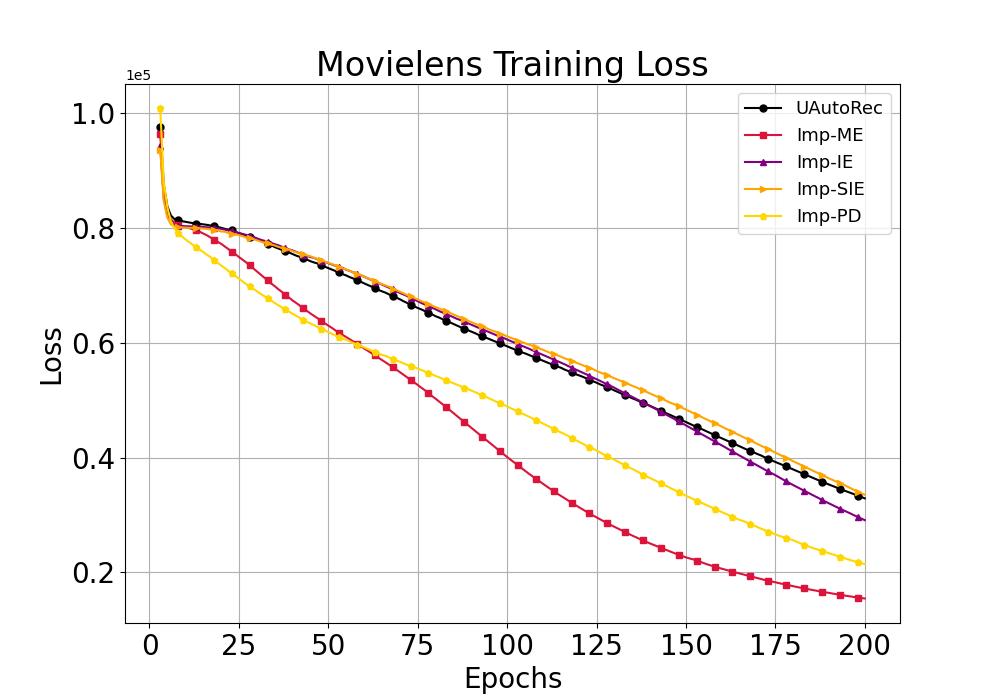 Movielens Training Loss
1e5
1.0
0.8
0.6
0.4
0.2
Loss
0 25 50 75 100 125 150 175 200
Epochs
UAutoRec
Imp-ME
Imp-IE
Imp-SIE
Imp-PD